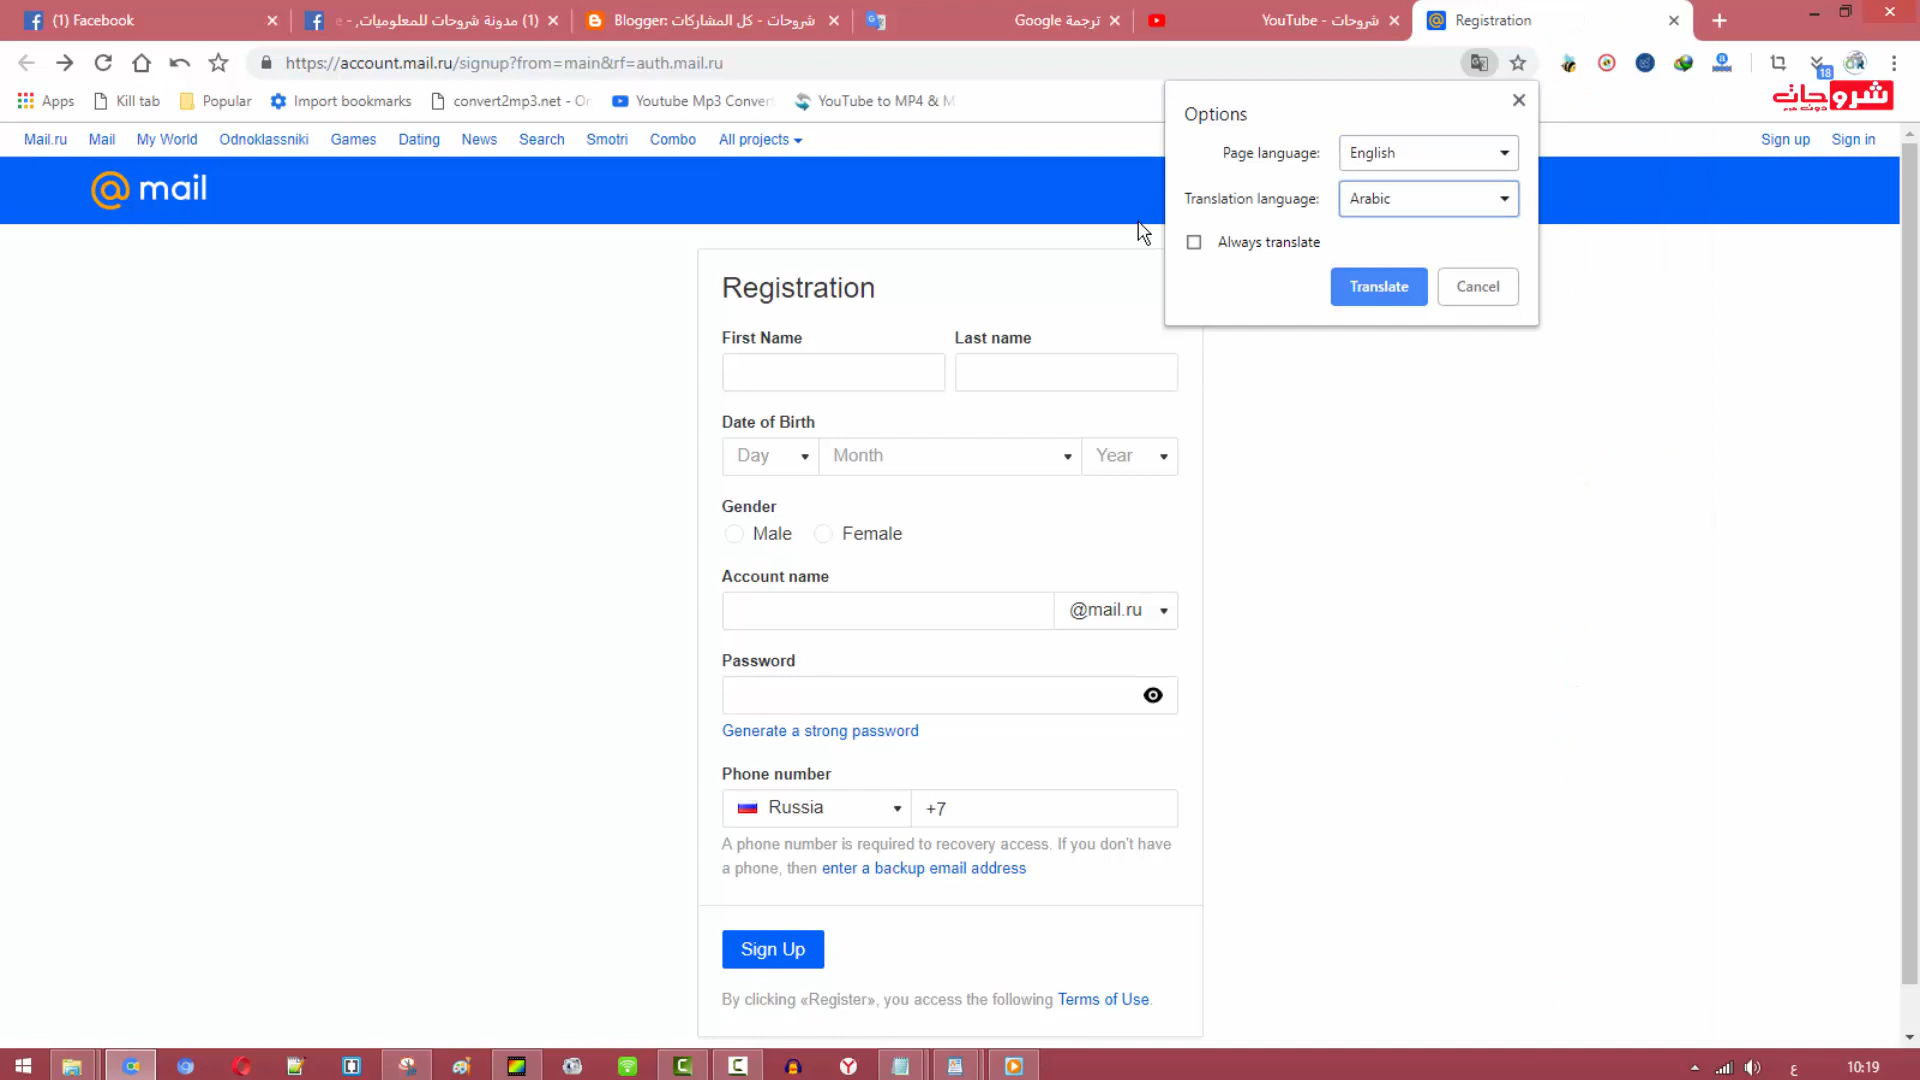 (1) Facebook
(1) مدونة شروحات للمعلوميات, -
Blogger: شروحات - كل المشاركات
ترجمة Google
شروحات - YouTube
Registration
https://account.mail.ru/signup?from=main&rf=auth.mail.ru
18
Apps
Kill tab
Popular
Import bookmarks
convert2mp3.net - On
Youtube Mp3 Convert
YouTube to MP4 & M
شروحات
Mail.ru
Mail
My World
Odnoklassniki
Games
Dating
News
Search
Smotri
Combo
All projects
Sign up
Sign in
@mail
Options
Page language:
English
Translation language:
Arabic
Always translate
Translate
Cancel
Registration
First Name
Last name
Date of Birth
Day
Month
Year
Gender
Male
Female
Account name
@mail.ru
Password
Generate a strong password
Phone number
Russia
+7
A phone number is required to recovery access. If you don't have
a phone, then enter a backup email address
Sign Up
By clicking «Register», you access the following Terms of Use.
ع
10:19